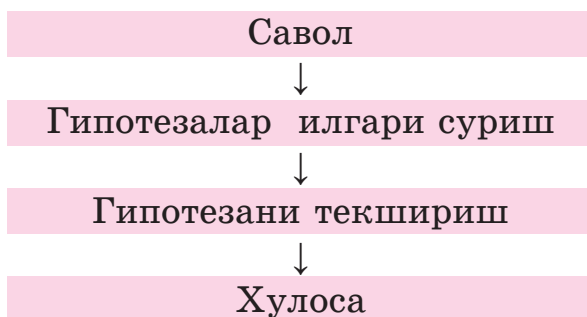 Савол
↓
Гипотезалар илгари суриш
↓
Гипотезани текшириш
↓
Хулоса